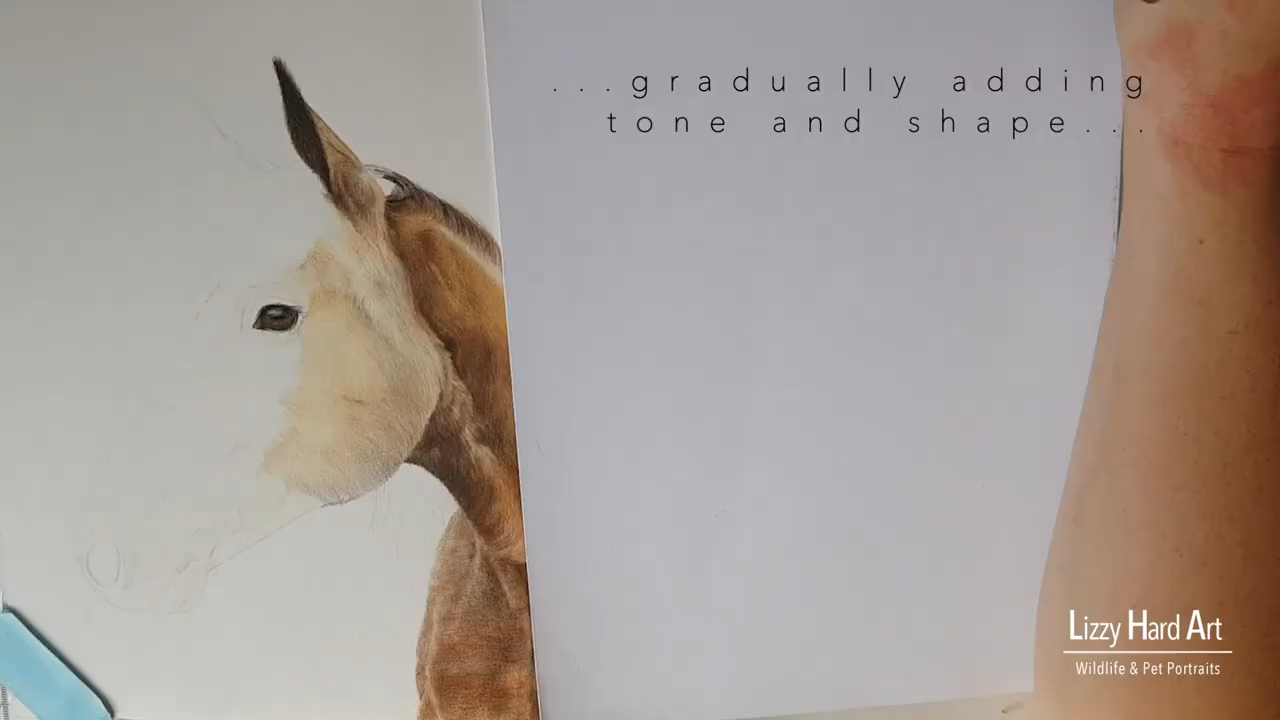 ...gradually adding
tone and shape...
Lizzy Hard Art
Wildlife & Pet Portraits